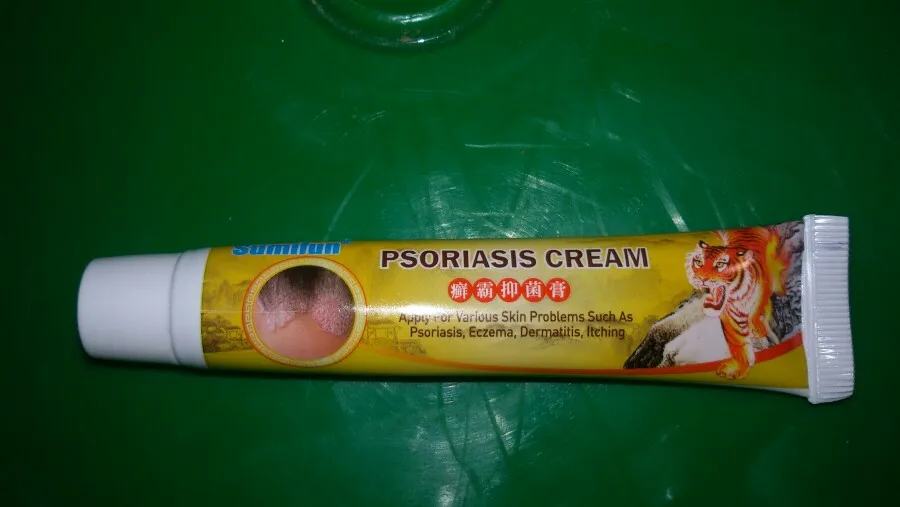 Sumifun®
PSORIASIS CREAM
癣霸抑菌膏
Apply For Various Skin Problems Such As
Psoriasis, Eczema, Dermatitis, Itching